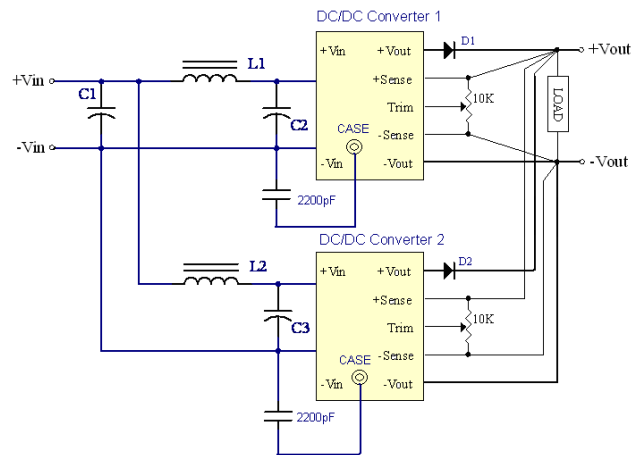 DC/DC Converter 1
+Vin
+Vout
D1
+Vout
L1
+Vin
+Sense
C1
10K
LOAD
Trim
C2
CASE
-Sense
-Vin
-Vin
-Vout
-Vout
2200pF
DC/DC Converter 2
L2
+Vin
+Vout
D2
+Sense
C3
Trim
10K
CASE
-Sense
-Vin
-Vout
2200pF